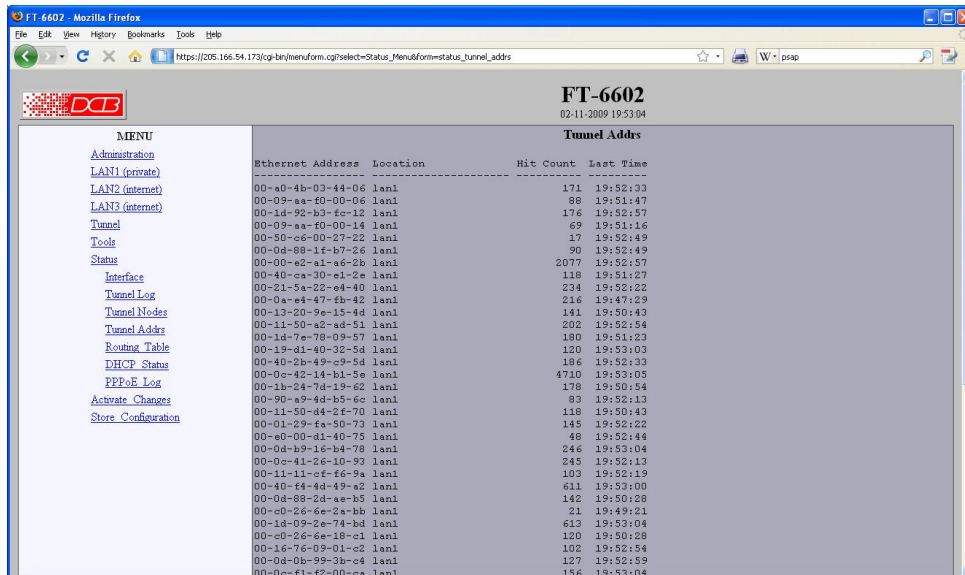 FT-6602 - Mozilla Firefox
File Edit View History Bookmarks Tools Help
https://205.166.54.173/cgi-bin/menuform.cgi?select=Status_Menu&form=status_tunnel_addrs
W psap
DCB
FT-6602
02-11-2009 19:53:04
MENU
Administration
LAN1 (private)
LAN2 (internet)
LAN3 (internet)
Tunnel
Tools
Status
Interface
Tunnel Log
Tunnel Nodes
Tunnel Addrs
Routing Table
DHCP Status
PPPoE Log
Activate Changes
Store Configuration
Tunnel Addrs
Ethernet Address Location Hit Count Last Time
00-a0-4b-03-44-06 lan1 171 19:52:33
00-09-aa-f0-00-06 lan1 88 19:51:47
00-1d-92-b3-fc-12 lan1 176 19:52:57
00-09-aa-f0-00-14 lan1 69 19:51:16
00-50-c6-00-27-22 lan1 17 19:52:49
00-0d-88-1f-b7-26 lan1 90 19:52:49
00-00-e2-a1-a6-2b lan1 2077 19:52:57
00-40-ca-30-e1-2e lan1 118 19:51:27
00-21-5a-22-e4-40 lan1 234 19:52:22
00-0a-e4-47-fb-42 lan1 216 19:47:29
00-13-20-9e-15-4d lan1 141 19:50:43
00-11-50-a2-ad-51 lan1 202 19:52:54
00-1d-7e-78-09-57 lan1 180 19:51:23
00-19-d1-40-32-5d lan1 120 19:53:03
00-40-2b-49-c9-5d lan1 186 19:52:33
00-0c-42-14-b1-5e lan1 4710 19:53:05
00-1b-24-7d-19-62 lan1 178 19:50:54
00-90-a9-4d-b5-6c lan1 83 19:52:13
00-11-50-d4-2f-70 lan1 118 19:50:43
00-01-29-fa-50-73 lan1 145 19:52:22
00-e0-00-d1-40-75 lan1 48 19:52:44
00-0d-b9-16-b4-78 lan1 246 19:53:04
00-0c-41-26-10-93 lan1 245 19:52:13
00-11-11-cf-f6-9a lan1 103 19:52:19
00-40-f4-4d-49-a2 lan1 611 19:53:00
00-0d-88-2d-ae-b5 lan1 142 19:50:28
00-c0-26-6e-2a-bb lan1 21 19:49:21
00-1d-09-2e-74-bd lan1 613 19:53:04
00-c0-26-6e-18-c1 lan1 120 19:50:28
00-16-76-09-01-c2 lan1 102 19:52:54
00-0d-0b-99-3b-c4 lan1 127 19:52:59
00-0c-f1-f2-00-ca lan1 156 19:53:04